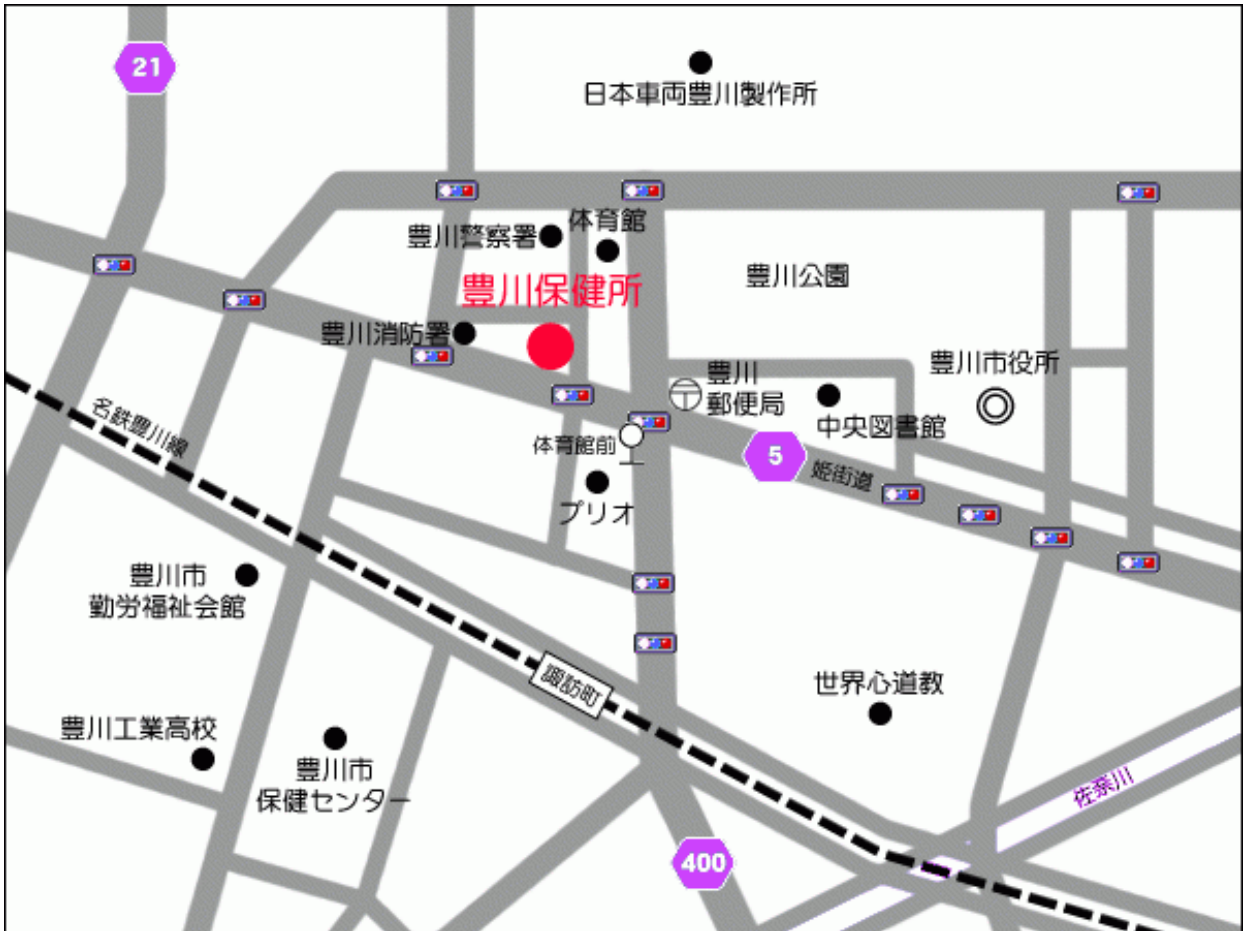 21
日本車両豊川製作所
体育館
豊川警察署
豊川公園
豊川保健所
豊川消防署
豊川市役所
豊川
郵便局
名鉄豊川線
中央図書館
体育館前
5
姫街道
プリオ
豊川市
勤労福祉会館
諏訪町
世界心道教
豊川工業高校
豊川市
保健センター
佐奈川
400